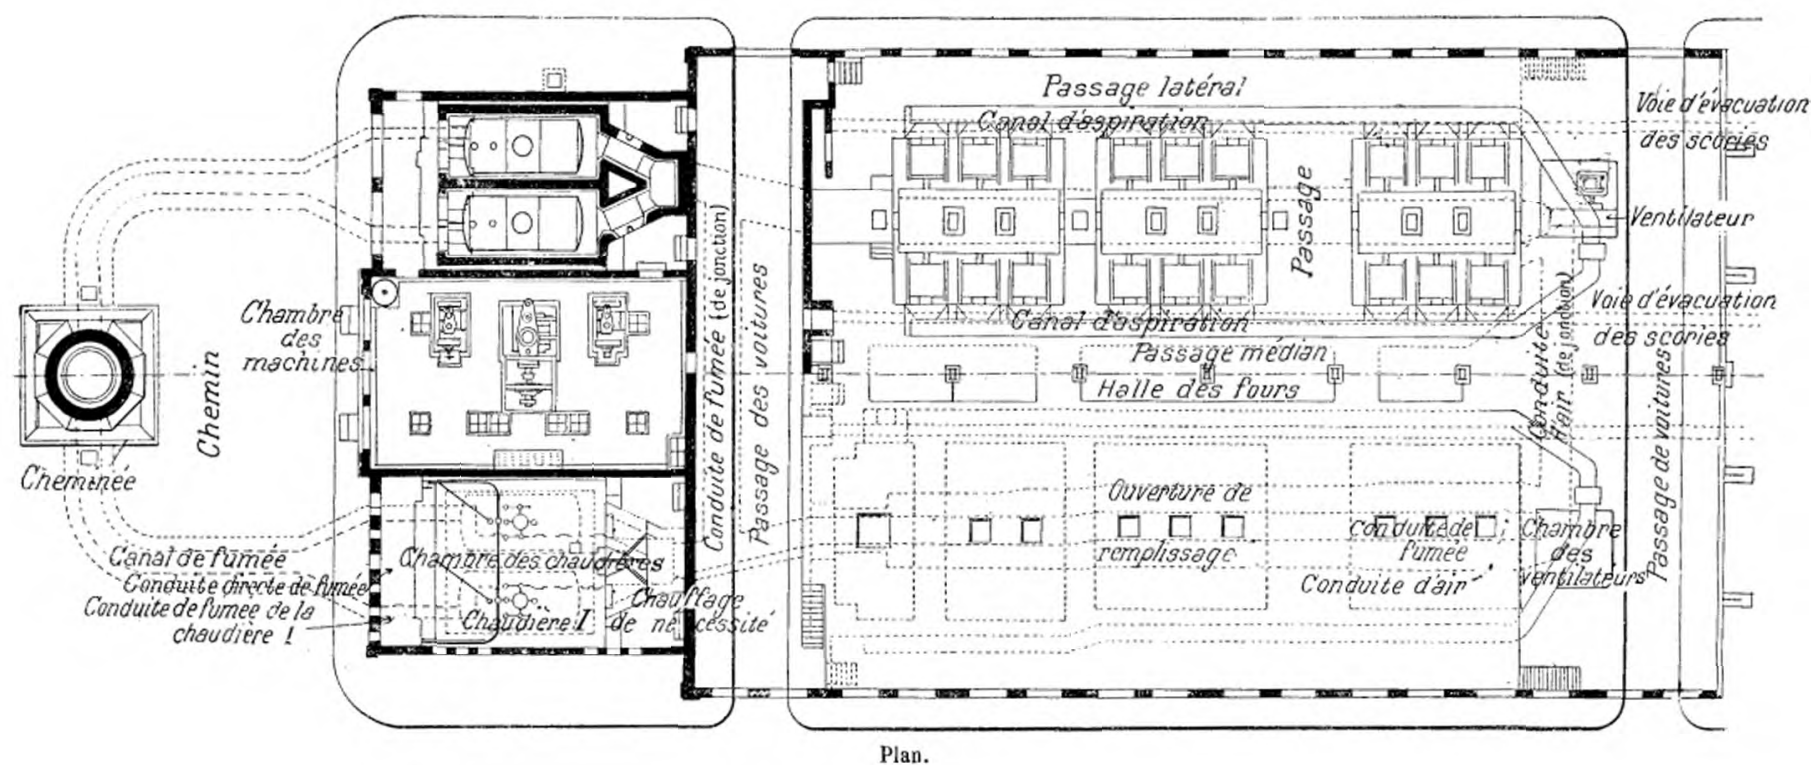 Passage latéral
Canal d'aspiration
Voie d'évacuation
des scories
Passage
Ventilateur
Conduite de fumée (de jonction)
Passage des voitures
Chambre
des
machines
Chemin
Cheminée
Canal d'aspiration
Voie d'évacuation
des scories
Passage médian
Halle des fours
Conduite
d'air (de jonction)
Passage de voitures
Canal de fumée
Conduite directe de fumée
Conduite de fumée de la
chaudière I
Chambre des chaudières
Chaudière I
Chauffage
de nécessité
Ouverture de
remplissage
conduite de
fumée
Conduite d'air
Chambre
des
ventilateurs
Plan.